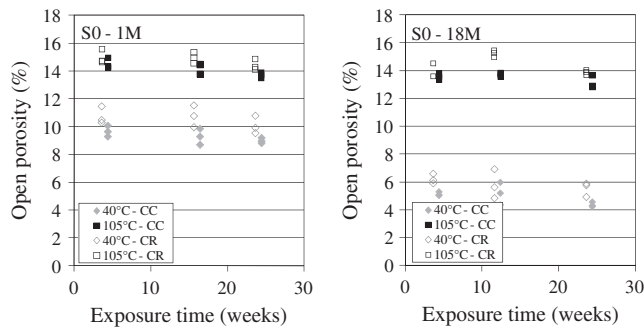 S0 - 1M
Open porosity (%)
18
16
14
12
10
8
6
4
2
0
40°C - CC
105°C - CC
40°C - CR
105°C - CR
0 10 20 30
Exposure time (weeks)
S0 - 18M
Open porosity (%)
18
16
14
12
10
8
6
4
2
0
40°C - CC
105°C - CC
40°C - CR
105°C - CR
0 10 20 30
Exposure time (weeks)